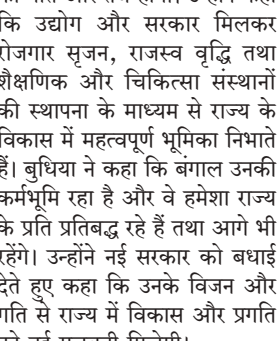 कि उद्योग और सरकार मिलकर
रोजगार सृजन, राजस्व वृद्धि तथा
शैक्षणिक और चिकित्सा संस्थानों
की स्थापना के माध्यम से राज्य के
विकास में महत्वपूर्ण भूमिका निभाते
हैं। बुधिया ने कहा कि बंगाल उनकी
कर्मभूमि रहा है और वे हमेशा राज्य
के प्रति प्रतिबद्ध रहे हैं तथा आगे भी
रहेंगे। उन्होंने नई सरकार को बधाई
देते हुए कहा कि उनके विजन और
गति से राज्य में विकास और प्रगति